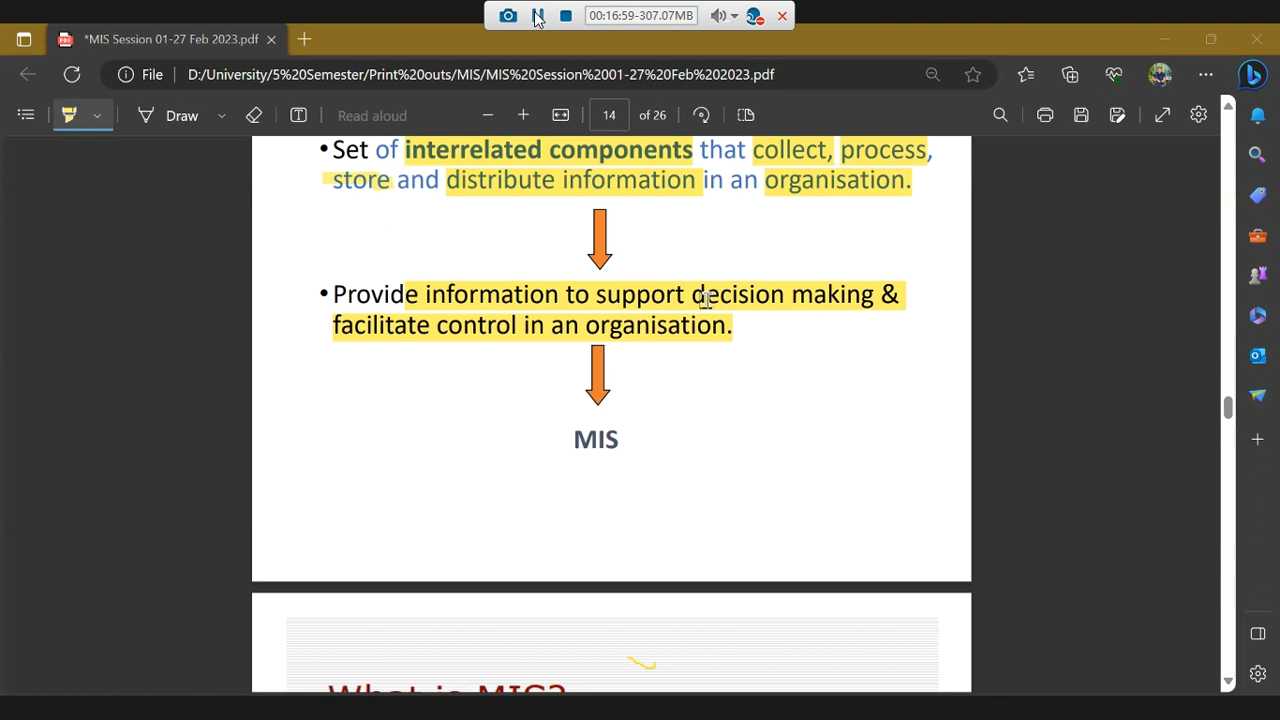 00:16:59-307.07MB
*MIS Session 01-27 Feb 2023.pdf
File D:/University/5%20Semester/Print%20outs/MIS/MIS%20Session%2001-27%20Feb%202023.pdf
Draw Read aloud 14 of 26
• Set of interrelated components that collect, process,
store and distribute information in an organisation.
• Provide information to support decision making &
facilitate control in an organisation.
MIS
What is MIS?